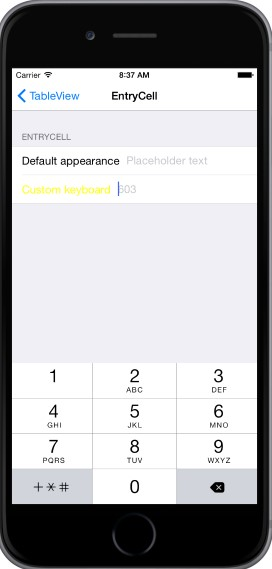 Carrier 8:37 AM
TableView EntryCell
ENTRYCELL
Default appearance Placeholder text
Custom keyboard 603
1 2 3
ABC DEF
4 5 6
GHI JKL MNO
7 8 9
PQRS TUV WXYZ
+*# 0